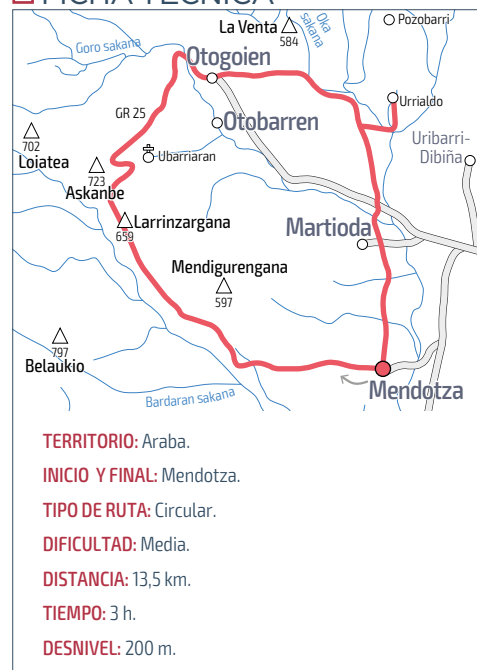 FICHA TÉCNICA
La Venta
584
Oka sakana
Pozobarri
Goro sakana
Otogoien
Urrialdo
GR 25
Otobarren
702
Loiatea
Ubarriaran
Uribarri-
Dibiña
723
Askanbe
659
Larrinzargana
Martioda
Mendigurengana
597
797
Belaukio
Mendotza
Bardaran sakana
TERRITORIO: Araba.
INICIO Y FINAL: Mendotza.
TIPO DE RUTA: Circular.
DIFICULTAD: Media.
DISTANCIA: 13,5 km.
TIEMPO: 3 h.
DESNIVEL: 200 m.